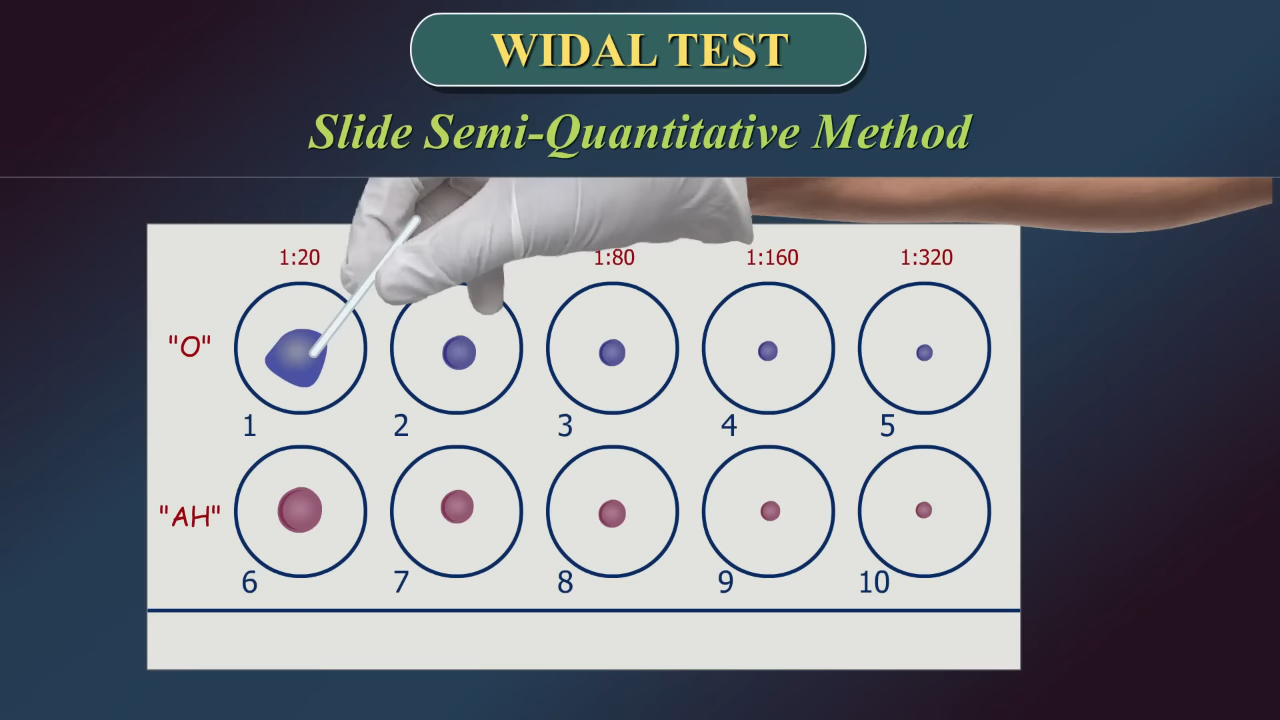 WIDAL TEST
Slide Semi-Quantitative Method
1:20 1:80 1:160 1:320
"O"
1 2 3 4 5
"AH"
6 7 8 9 10